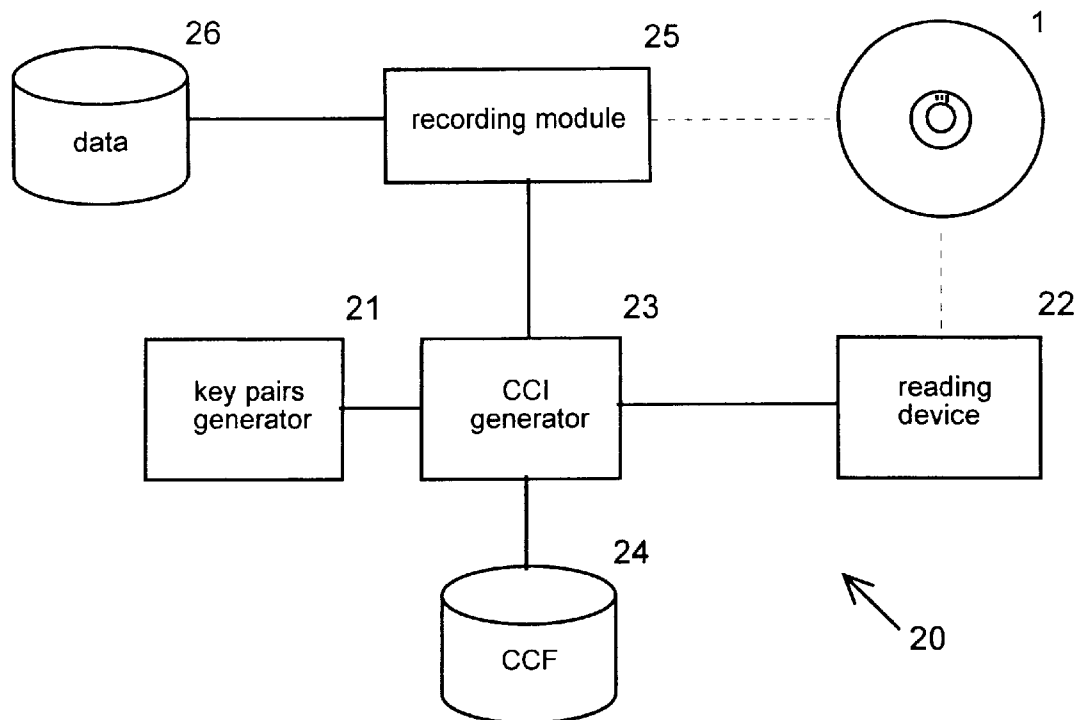 26
25
1
data
recording module
21
23
22
key pairs
generator
CCI
generator
reading
device
24
CCF
20